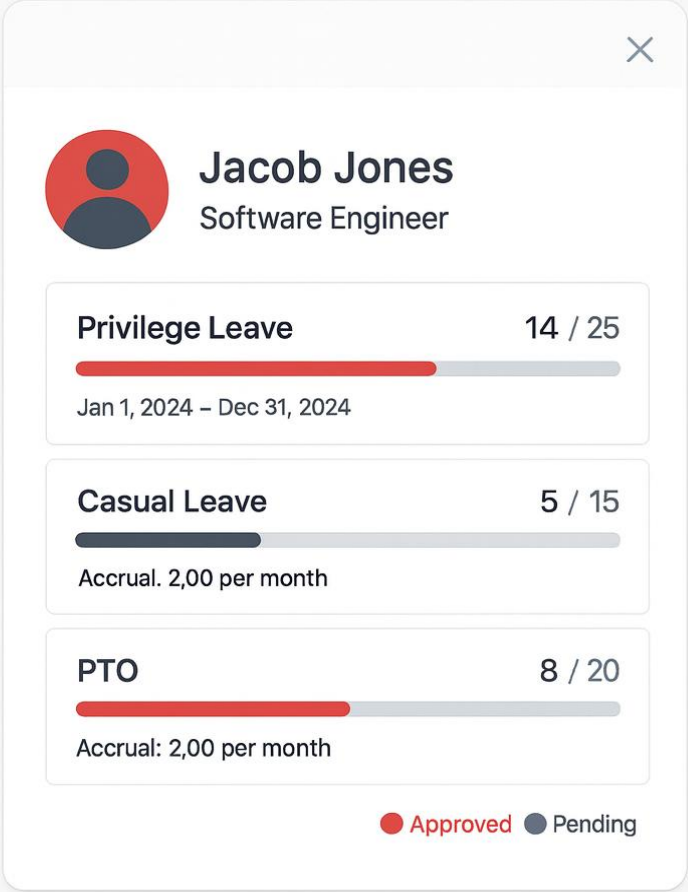 Jacob Jones
Software Engineer
Privilege Leave 14 / 25
Jan 1, 2024 – Dec 31, 2024
Casual Leave 5 / 15
Accrual. 2,00 per month
PTO 8 / 20
Accrual: 2,00 per month
Approved Pending